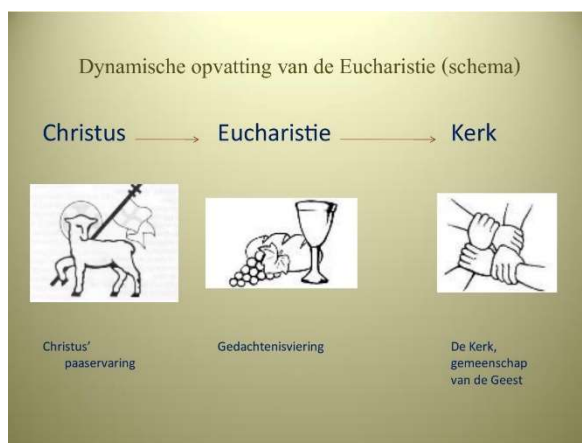 Dynamische opvatting van de Eucharistie (schema)
Christus Eucharistie Kerk
Christus’
paaservaring
Gedachtenisviering
De Kerk,
gemeenschap
van de Geest